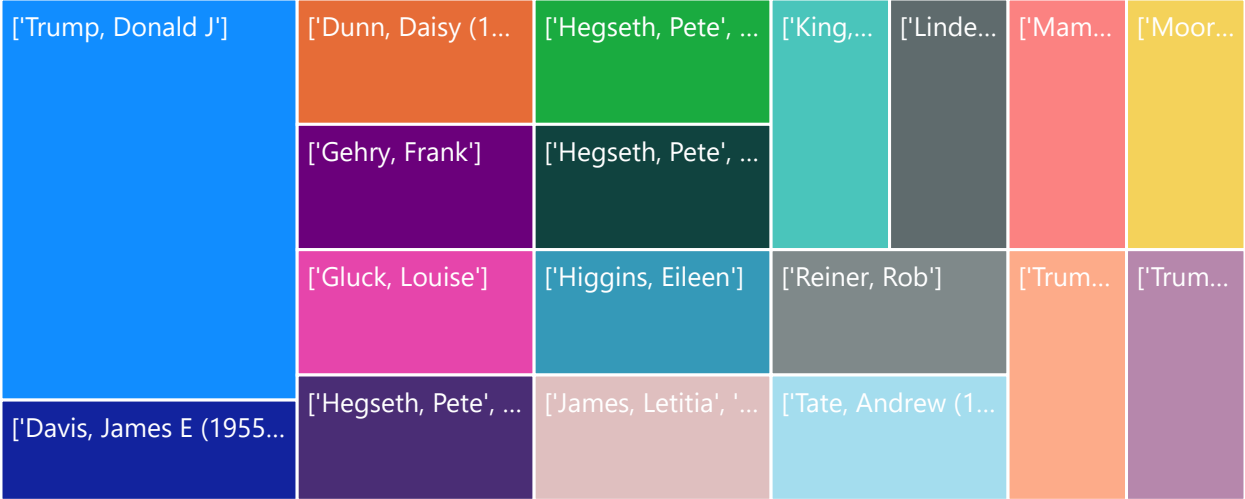 ['Trump, Donald J']
['Davis, James E (1955...
['Dunn, Daisy (1...
['Gehry, Frank']
['Gluck, Louise']
['Hegseth, Pete', ...
['Hegseth, Pete', ...
['Hegseth, Pete', ...
['Higgins, Eileen']
['James, Letitia', '...
['King,...
['Linde...
['Reiner, Rob']
['Tate, Andrew (1...
['Mam...
['Moor...
['Trum...
['Trum...